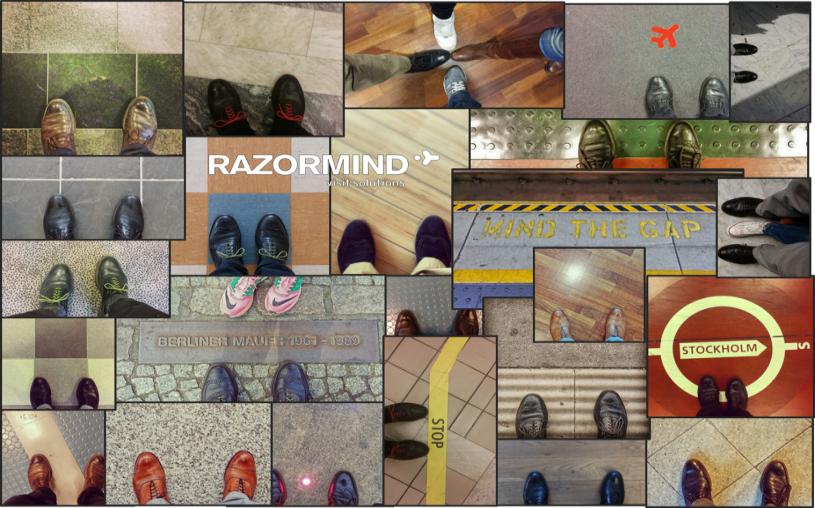 RAZORMIND
visit-solutions
MIND THE GAP
BERLINER MAUER 1961 - 1989
STOCKHOLM
S
STOP